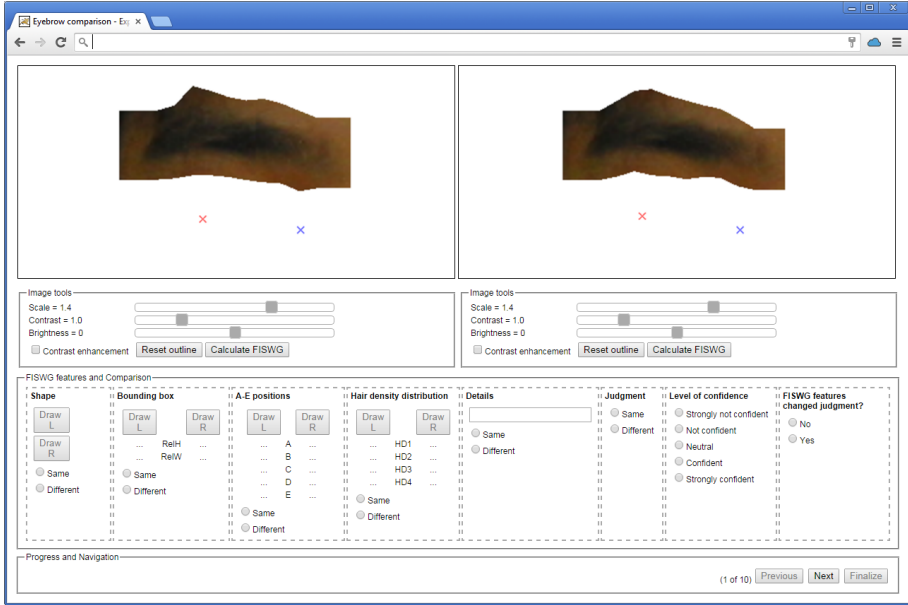 Eyebrow comparison - Exp
Image tools
Scale = 1.4
Contrast = 1.0
Brightness = 0
Contrast enhancement Reset outline Calculate FISWG
Image tools
Scale = 1.4
Contrast = 1.0
Brightness = 0
Contrast enhancement Reset outline Calculate FISWG
FISWG features and Comparison
Shape
Draw
L
Draw
R
Same
Different
Bounding box
Draw
L
Draw
R
... RelH ...
... RelW ...
Same
Different
A-E positions
Draw
L
Draw
R
... A ...
... B ...
... C ...
... D ...
... E ...
Same
Different
Hair density distribution
Draw
L
Draw
R
... HD1 ...
... HD2 ...
... HD3 ...
... HD4 ...
Same
Different
Details
Same
Different
Judgment
Same
Different
Level of confidence
Strongly not confident
Not confident
Neutral
Confident
Strongly confident
FISWG features
changed judgment?
No
Yes
Progress and Navigation
(1 of 10) Previous Next Finalize